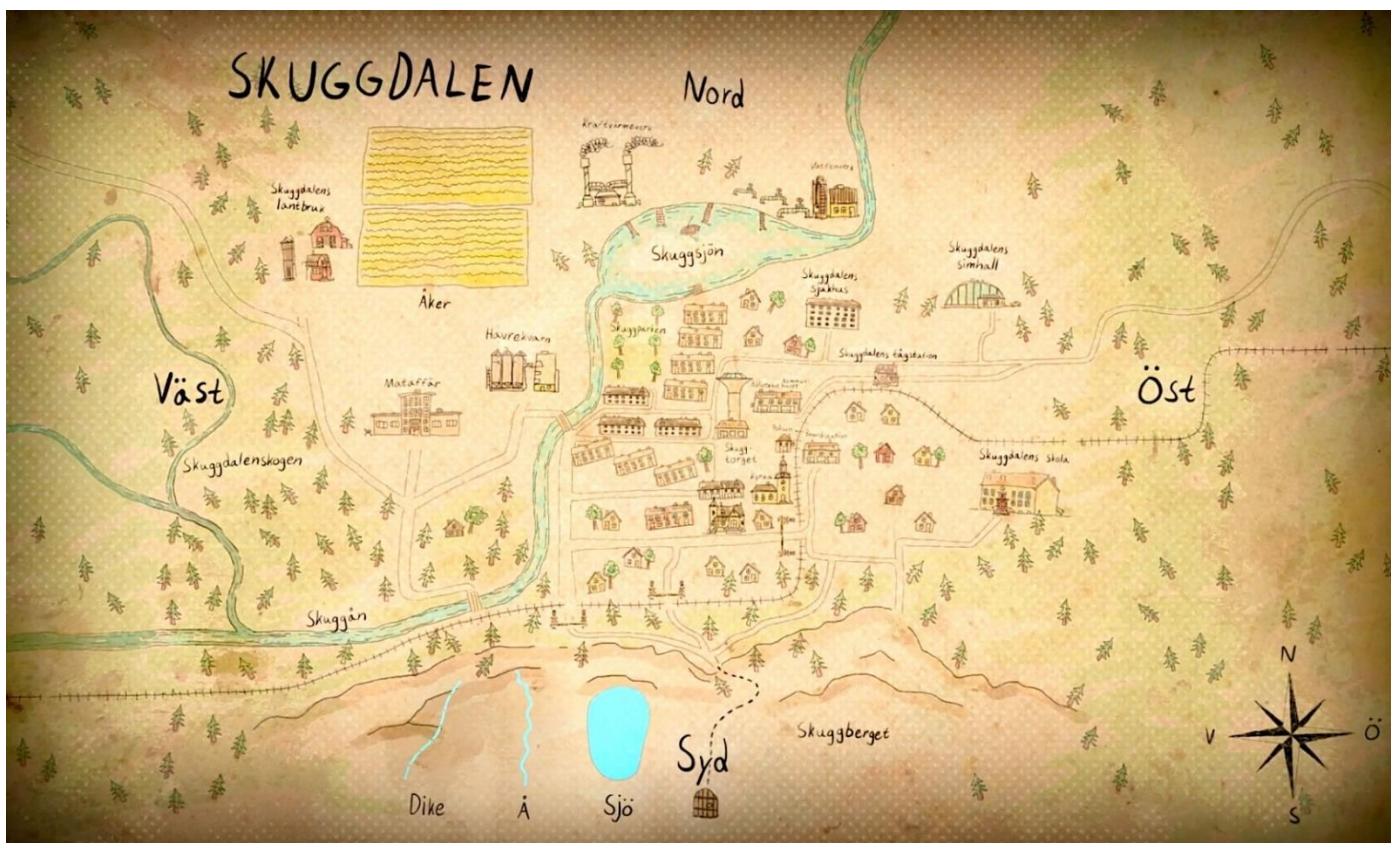 SKUGGDALEN
Nord
Kraftvärmeverk
Vattenverk
Skuggdalens
lantbruk
Skuggsjön
Skuggdalens
simhall
Skuggdalens
sjukhus
Åker
Skuggparken
Havrekvarn
Skuggdalens tågstation
Mataffär
Väst
Öst
Skugg-
torget
Skuggdalens skola
Skuggdalenskogen
Kyrkan
Skuggån
N
V
Ö
S
Skuggberget
Syd
Dike
Å
Sjö